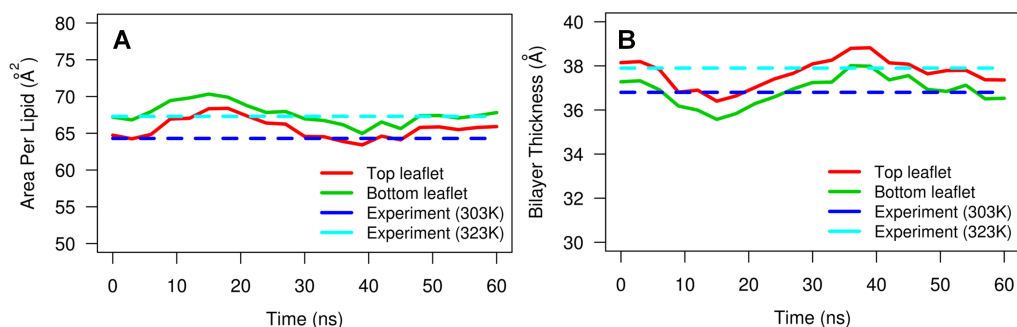 A
Area Per Lipid (Å²)
80
75
70
65
60
55
50
Top leaflet
Bottom leaflet
Experiment (303K)
Experiment (323K)
0 10 20 30 40 50 60
Time (ns)
B
Bilayer Thickness (Å)
40
38
36
34
32
30
Top leaflet
Bottom leaflet
Experiment (303K)
Experiment (323K)
0 10 20 30 40 50 60
Time (ns)